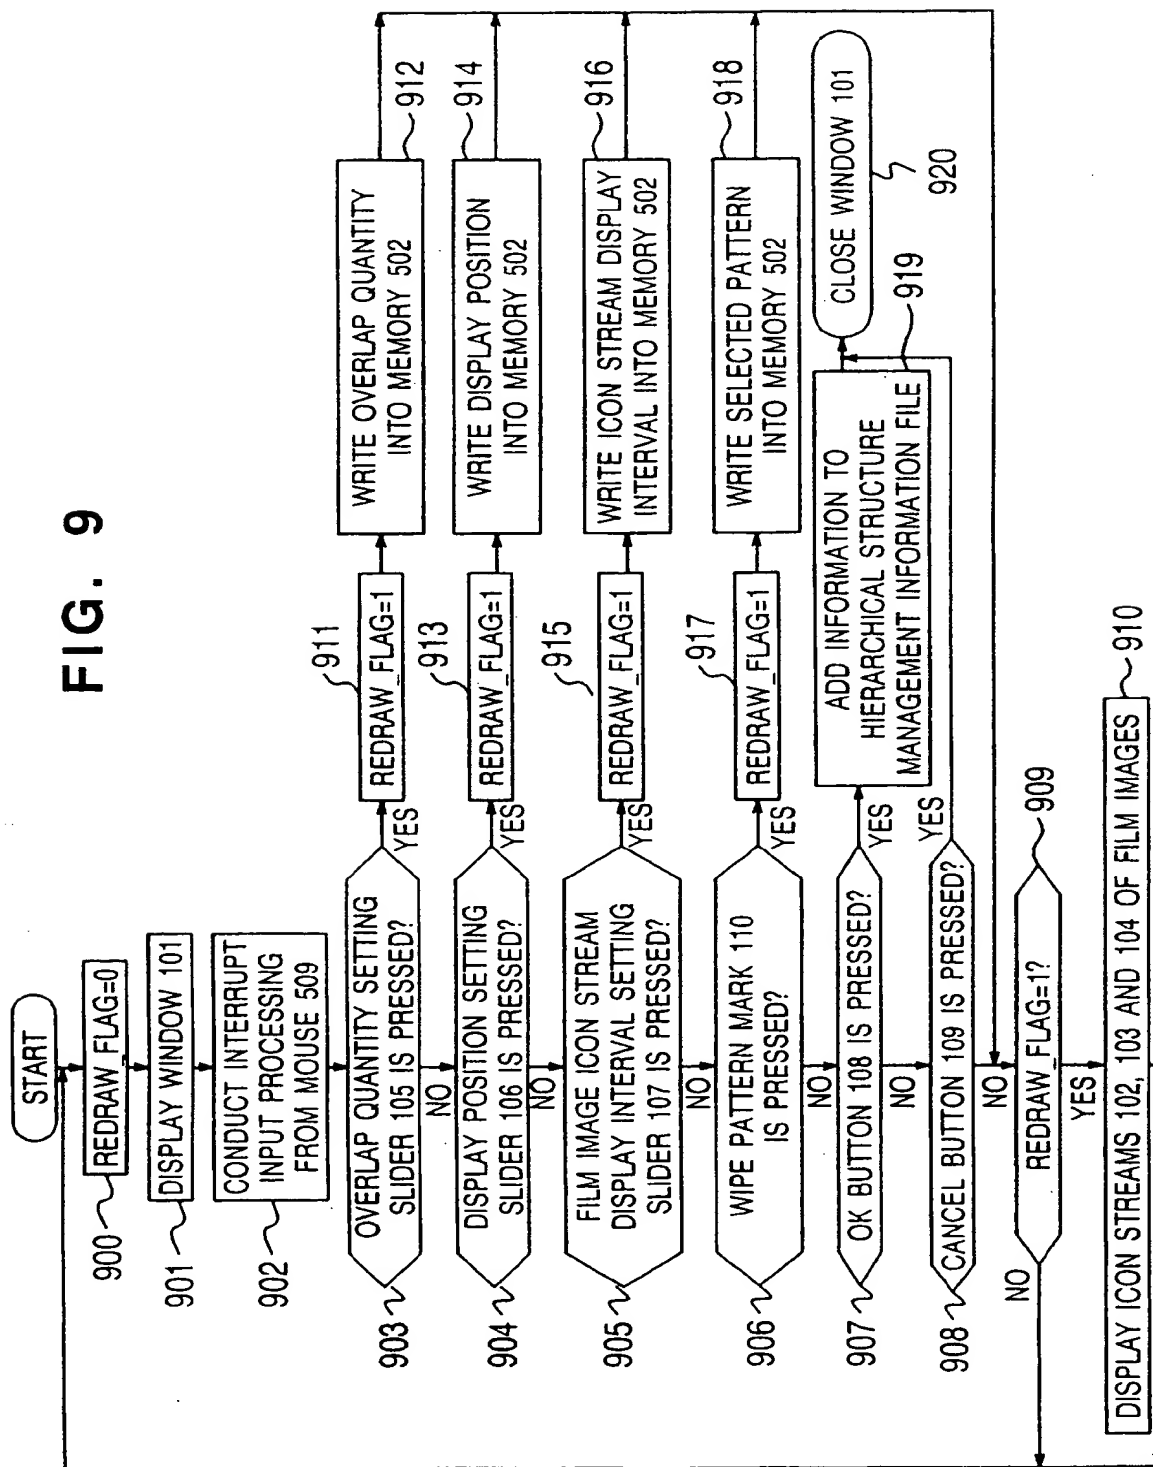 FIG. 9
START
900
REDRAW_FLAG=0
901
DISPLAY WINDOW 101
902
CONDUCT INTERRUPT
INPUT PROCESSING
FROM MOUSE 509
903
OVERLAP QUANTITY SETTING
SLIDER 105 IS PRESSED?
YES
NO
911
REDRAW_FLAG=1
912
WRITE OVERLAP QUANTITY
INTO MEMORY 502
904
DISPLAY POSITION SETTING
SLIDER 106 IS PRESSED?
YES
NO
913
REDRAW_FLAG=1
914
WRITE DISPLAY POSITION
INTO MEMORY 502
905
FILM IMAGE ICON STREAM
DISPLAY INTERVAL SETTING
SLIDER 107 IS PRESSED?
YES
NO
915
REDRAW_FLAG=1
916
WRITE ICON STREAM DISPLAY
INTERVAL INTO MEMORY 502
906
WIPE PATTERN MARK 110
IS PRESSED?
YES
NO
917
REDRAW_FLAG=1
918
WRITE SELECTED PATTERN
INTO MEMORY 502
907
OK BUTTON 108 IS PRESSED?
YES
NO
ADD INFORMATION TO
HIERARCHICAL STRUCTURE
MANAGEMENT INFORMATION FILE
919
CLOSE WINDOW 101
920
908
CANCEL BUTTON 109 IS PRESSED?
YES
NO
909
REDRAW_FLAG=1?
NO
YES
910
DISPLAY ICON STREAMS 102, 103 AND 104 OF FILM IMAGES